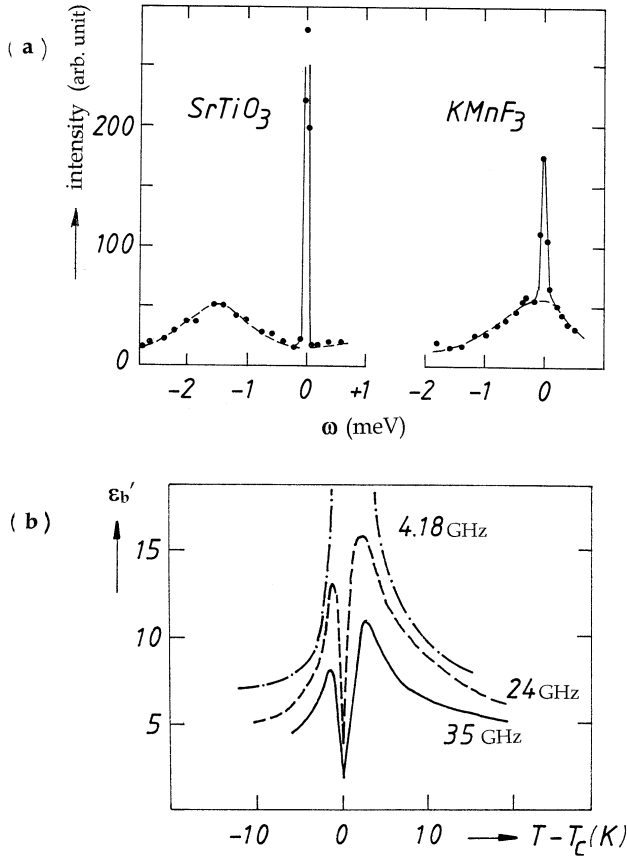 (a)
intensity (arb. unit)
200
100
0
SrTiO3
KMnF3
-2 -1 0 +1 -2 -1 0
ω (meV)
(b)
εb'
15
10
5
4.18 GHz
24 GHz
35 GHz
-10 0 10 T-Tc(K)